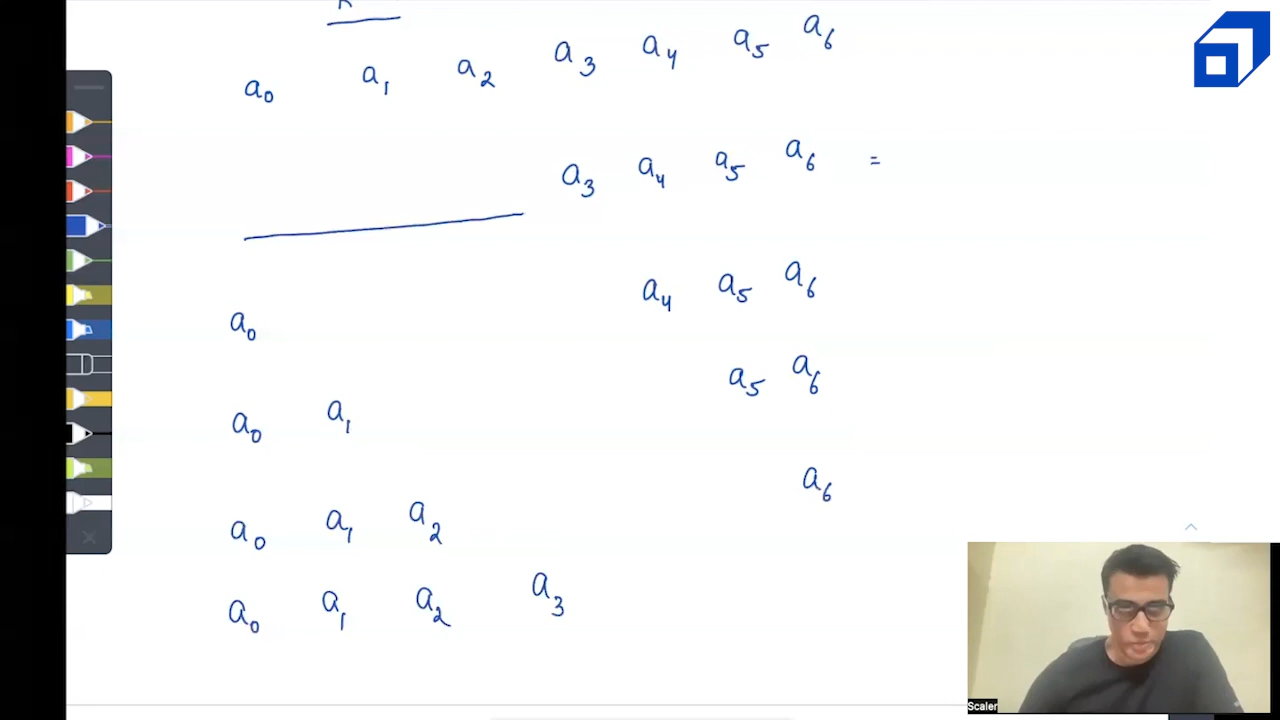 a₀ a₁ a₂ a₃ a₄ a₅ a₆
a₃ a₄ a₅ a₆ =
a₄ a₅ a₆
a₀
a₅ a₆
a₀ a₁
a₆
a₀ a₁ a₂
a₀ a₁ a₂ a₃
Scaler